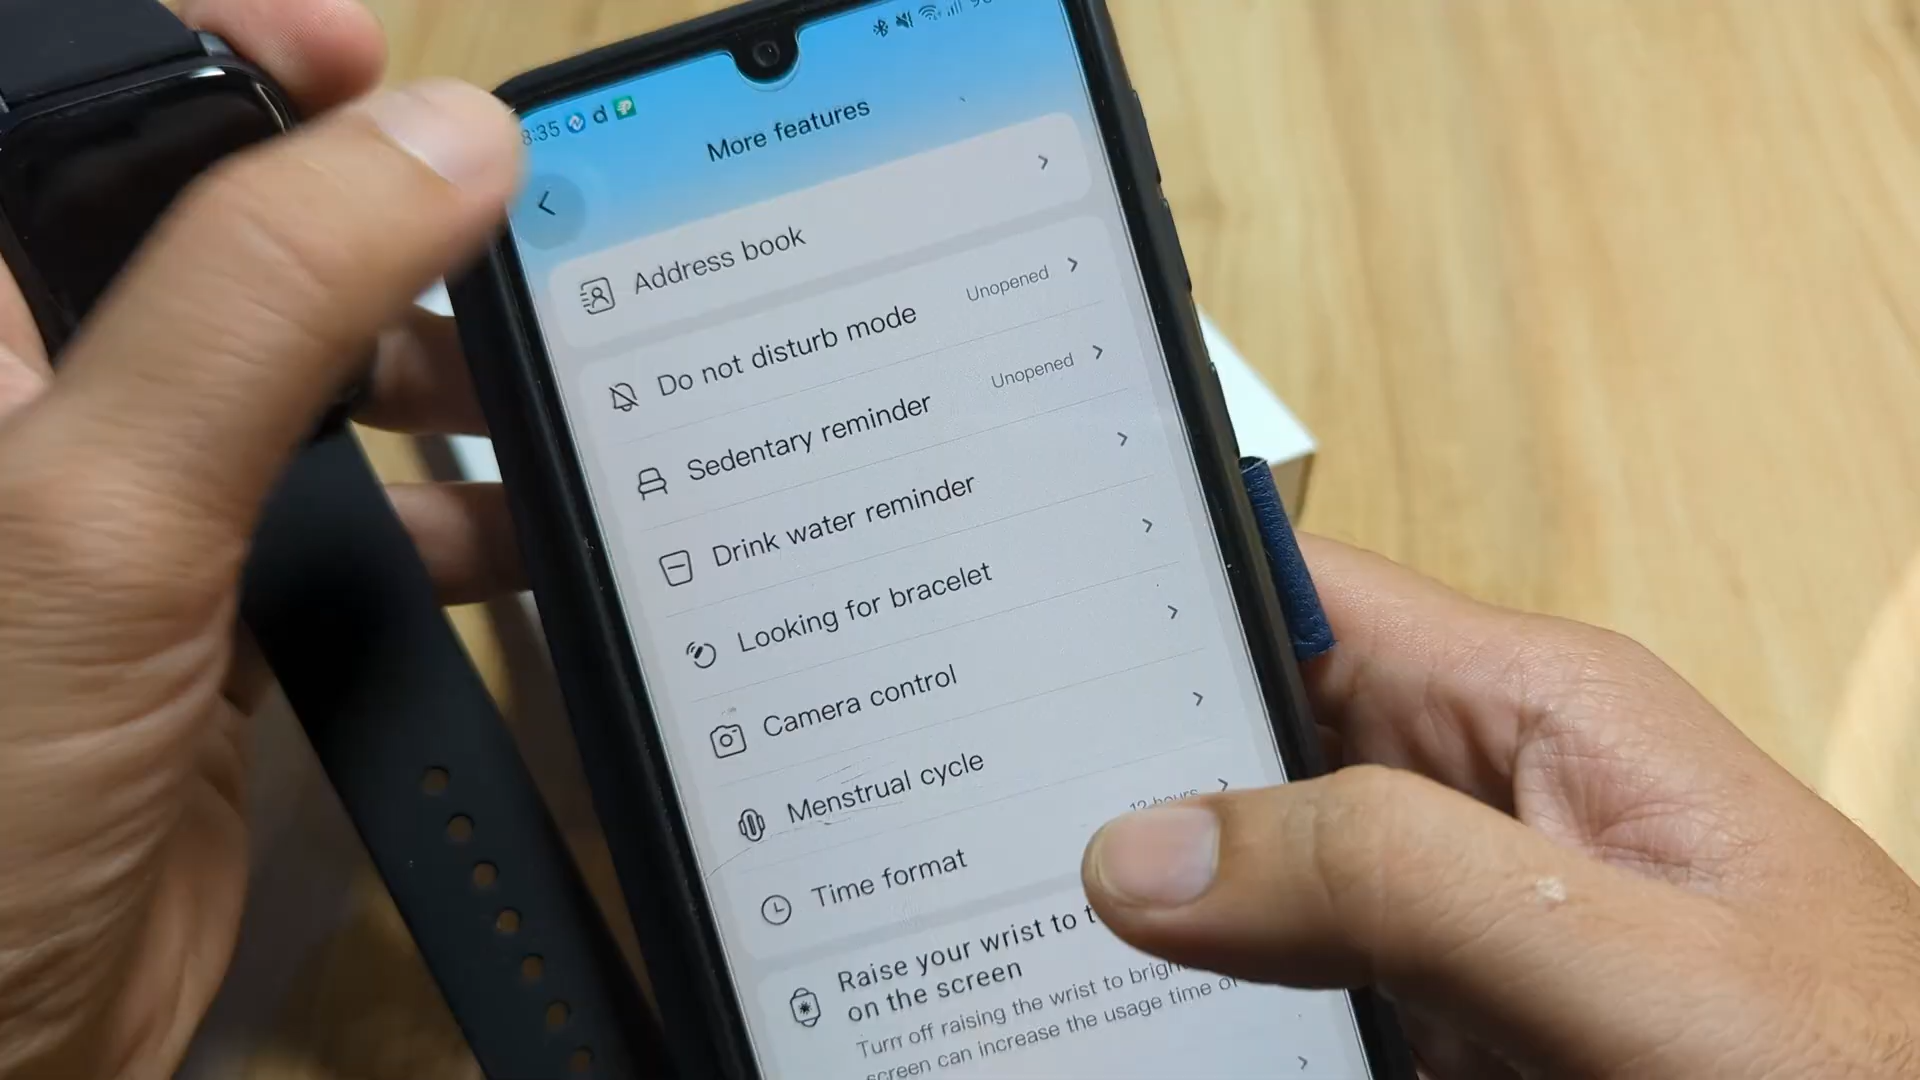 8:35 d
More features
Address book
Do not disturb mode Unopened
Sedentary reminder Unopened
Drink water reminder
Looking for bracelet
Camera control
Menstrual cycle
Time format 12 hours
Raise your wrist to
on the screen
Turn off raising the wrist to
screen can increase the usage time